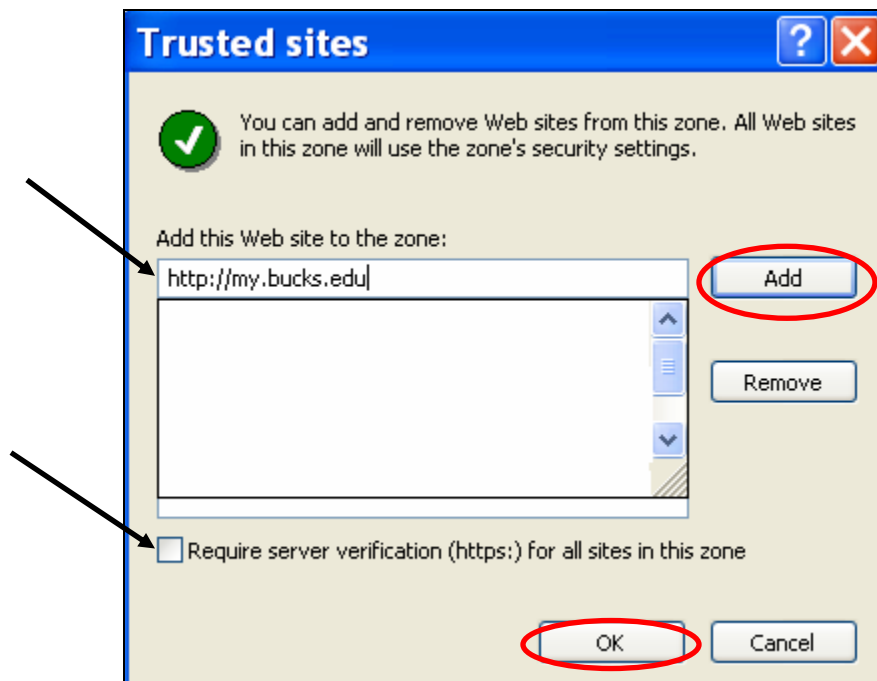 Trusted sites
You can add and remove Web sites from this zone. All Web sites
in this zone will use the zone's security settings.
Add this Web site to the zone:
http://my.bucks.edu
Add
Remove
Require server verification (https:) for all sites in this zone
OK
Cancel